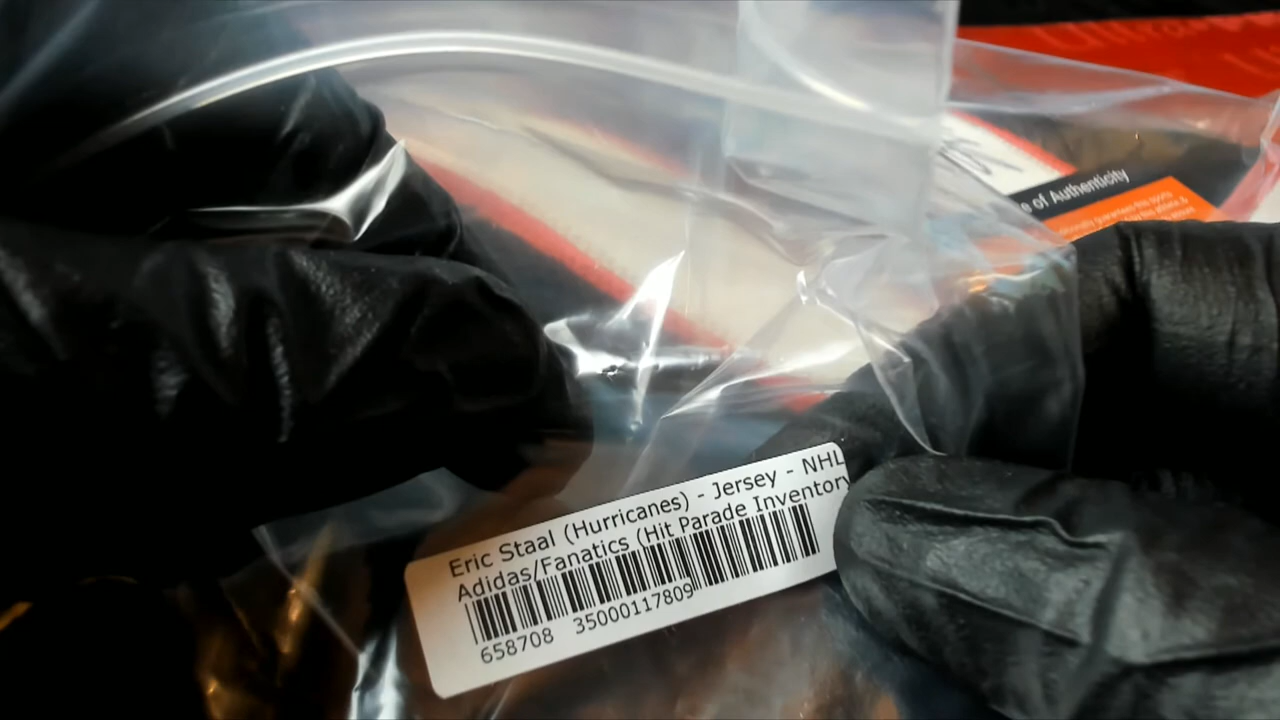 of Authenticity
Eric Staal (Hurricanes) - Jersey - NHL
Adidas/Fanatics (Hit Parade Inventory
658708 35000117809